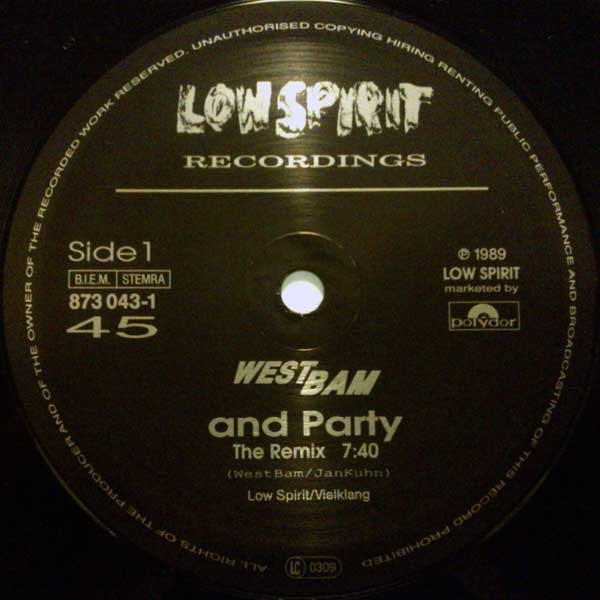 LOW SPIRIT
RECORDINGS
Side 1
B.I.E.M. STEMRA
873 043-1
45
℗ 1989
LOW SPIRIT
marketed by
polydor
WESTBAM
and Party
The Remix 7:40
(WestBam/JanKuhn)
Low Spirit/Vielklang
LC 0309
ALL RIGHTS OF THE PRODUCER AND OF THE OWNER OF THE RECORDED WORK RESERVED. UNAUTHORISED COPYING HIRING RENTING PUBLIC PERFORMANCE AND BROADCASTING OF THIS RECORD PROHIBITED